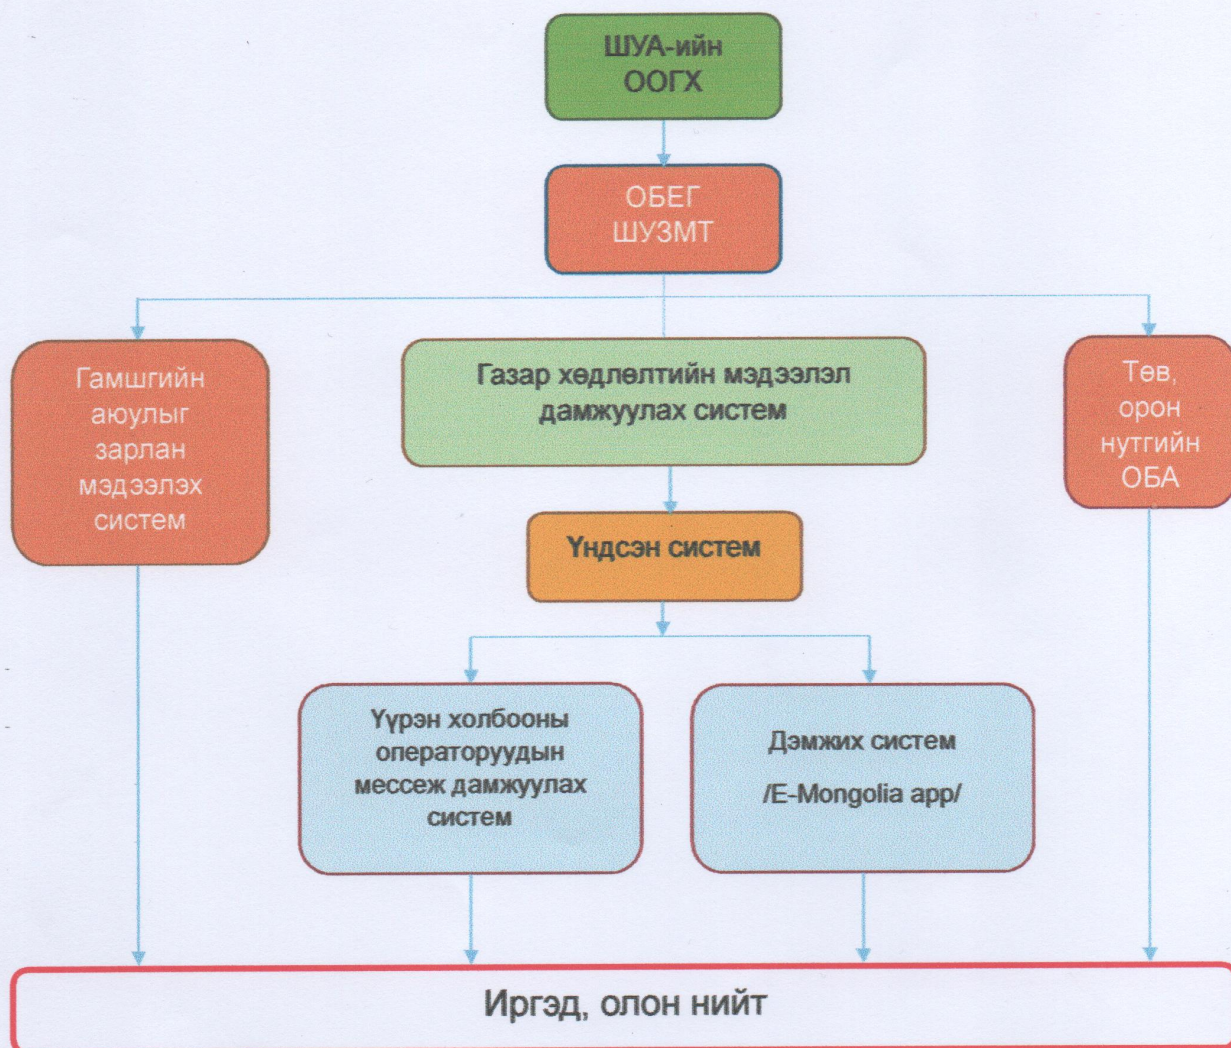 ШУА-ийн
ООГХ
ОБЕГ
ШУЗМТ
Гамшгийн
аюулыг
зарлан
мэдээлэх
систем
Газар хөдлөлтийн мэдээлэл
дамжуулах систем
Төв,
орон
нутгийн
ОБА
Үндсэн систем
Үүрэн холбооны
операторуудын
мессеж дамжуулах
систем
Дэмжих систем
/E-Mongolia app/
Иргэд, олон нийт